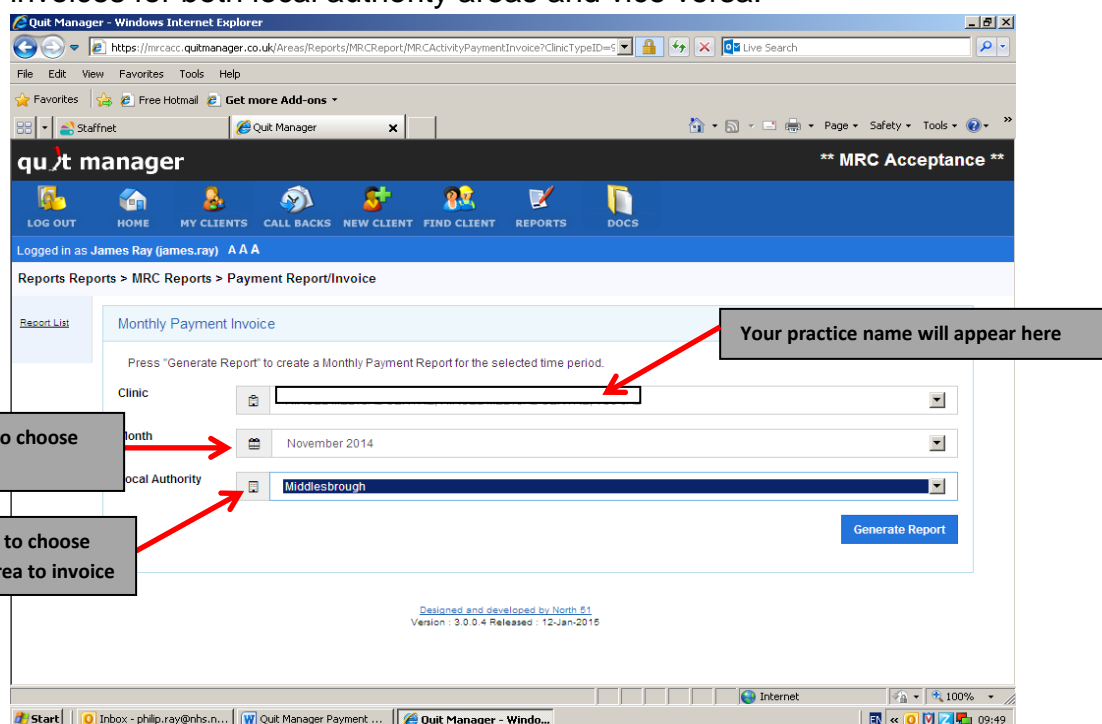 invoices for both local authority areas and vice versa.
Quit Manager - Windows Internet Explorer
https://mrcacc.quitmanager.co.uk/Areas/Reports/MRCReport/MRCActivityPaymentInvoice?ClinicTypeID=
Live Search
File Edit View Favorites Tools Help
Favorites Free Hotmail Get more Add-ons
Staffnet Quit Manager Page Safety Tools
quit manager ** MRC Acceptance **
LOG OUT HOME MY CLIENTS CALL BACKS NEW CLIENT FIND CLIENT REPORTS DOCS
Logged in as James Ray (james.ray) A A A
Reports Reports > MRC Reports > Payment Report/Invoice
Report List
Monthly Payment Invoice
Your practice name will appear here
Press "Generate Report" to create a Monthly Payment Report for the selected time period.
Clinic
o choose
Month
November 2014
ocal Authority
Middlesbrough
to choose
rea to invoice
Generate Report
Designed and developed by North 51
Version : 3.0.0.4 Released : 12-Jan-2015
Internet 100%
Start Inbox - philip.ray@nhs.n... Quit Manager Payment ... Quit Manager - Windo... EN 09:49